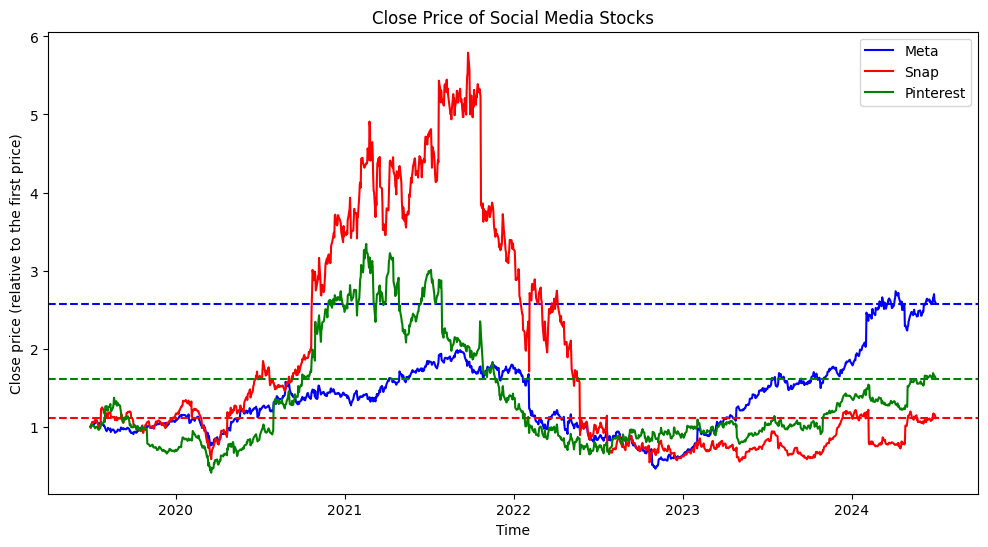 Close Price of Social Media Stocks
Close price (relative to the first price)
6
5
4
3
2
1
Meta
Snap
Pinterest
2020
2021
2022
2023
2024
Time